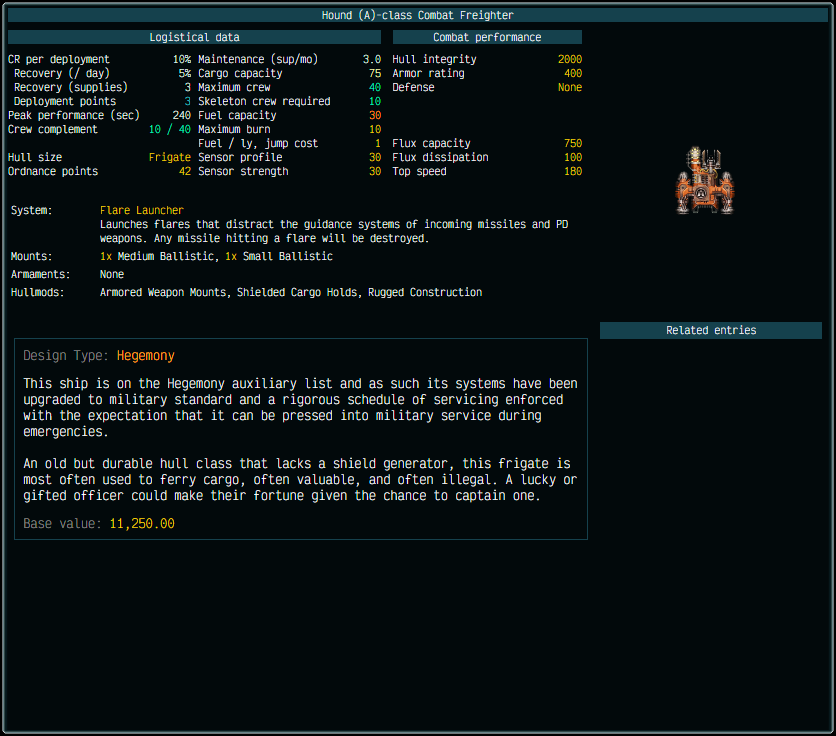 Hound (A)-class Combat Freighter
Logistical data
CR per deployment 10% Maintenance (sup/mo) 3.0
Recovery (/ day) 5% Cargo capacity 75
Recovery (supplies) 3 Maximum crew 40
Deployment points 3 Skeleton crew required 10
Peak performance (sec) 240 Fuel capacity 30
Crew complement 10 / 40 Maximum burn 10
Fuel / ly, jump cost 1
Hull size Frigate Sensor profile 30
Ordnance points 42 Sensor strength 30
Combat performance
Hull integrity 2000
Armor rating 400
Defense None
Flux capacity 750
Flux dissipation 100
Top speed 180
System: Flare Launcher
Launches flares that distract the guidance systems of incoming missiles and PD
weapons. Any missile hitting a flare will be destroyed.
Mounts: 1x Medium Ballistic, 1x Small Ballistic
Armaments: None
Hullmods: Armored Weapon Mounts, Shielded Cargo Holds, Rugged Construction
Related entries
Design Type: Hegemony
This ship is on the Hegemony auxiliary list and as such its systems have been
upgraded to military standard and a rigorous schedule of servicing enforced
with the expectation that it can be pressed into military service during
emergencies.
An old but durable hull class that lacks a shield generator, this frigate is
most often used to ferry cargo, often valuable, and often illegal. A lucky or
gifted officer could make their fortune given the chance to captain one.
Base value: 11,250.00